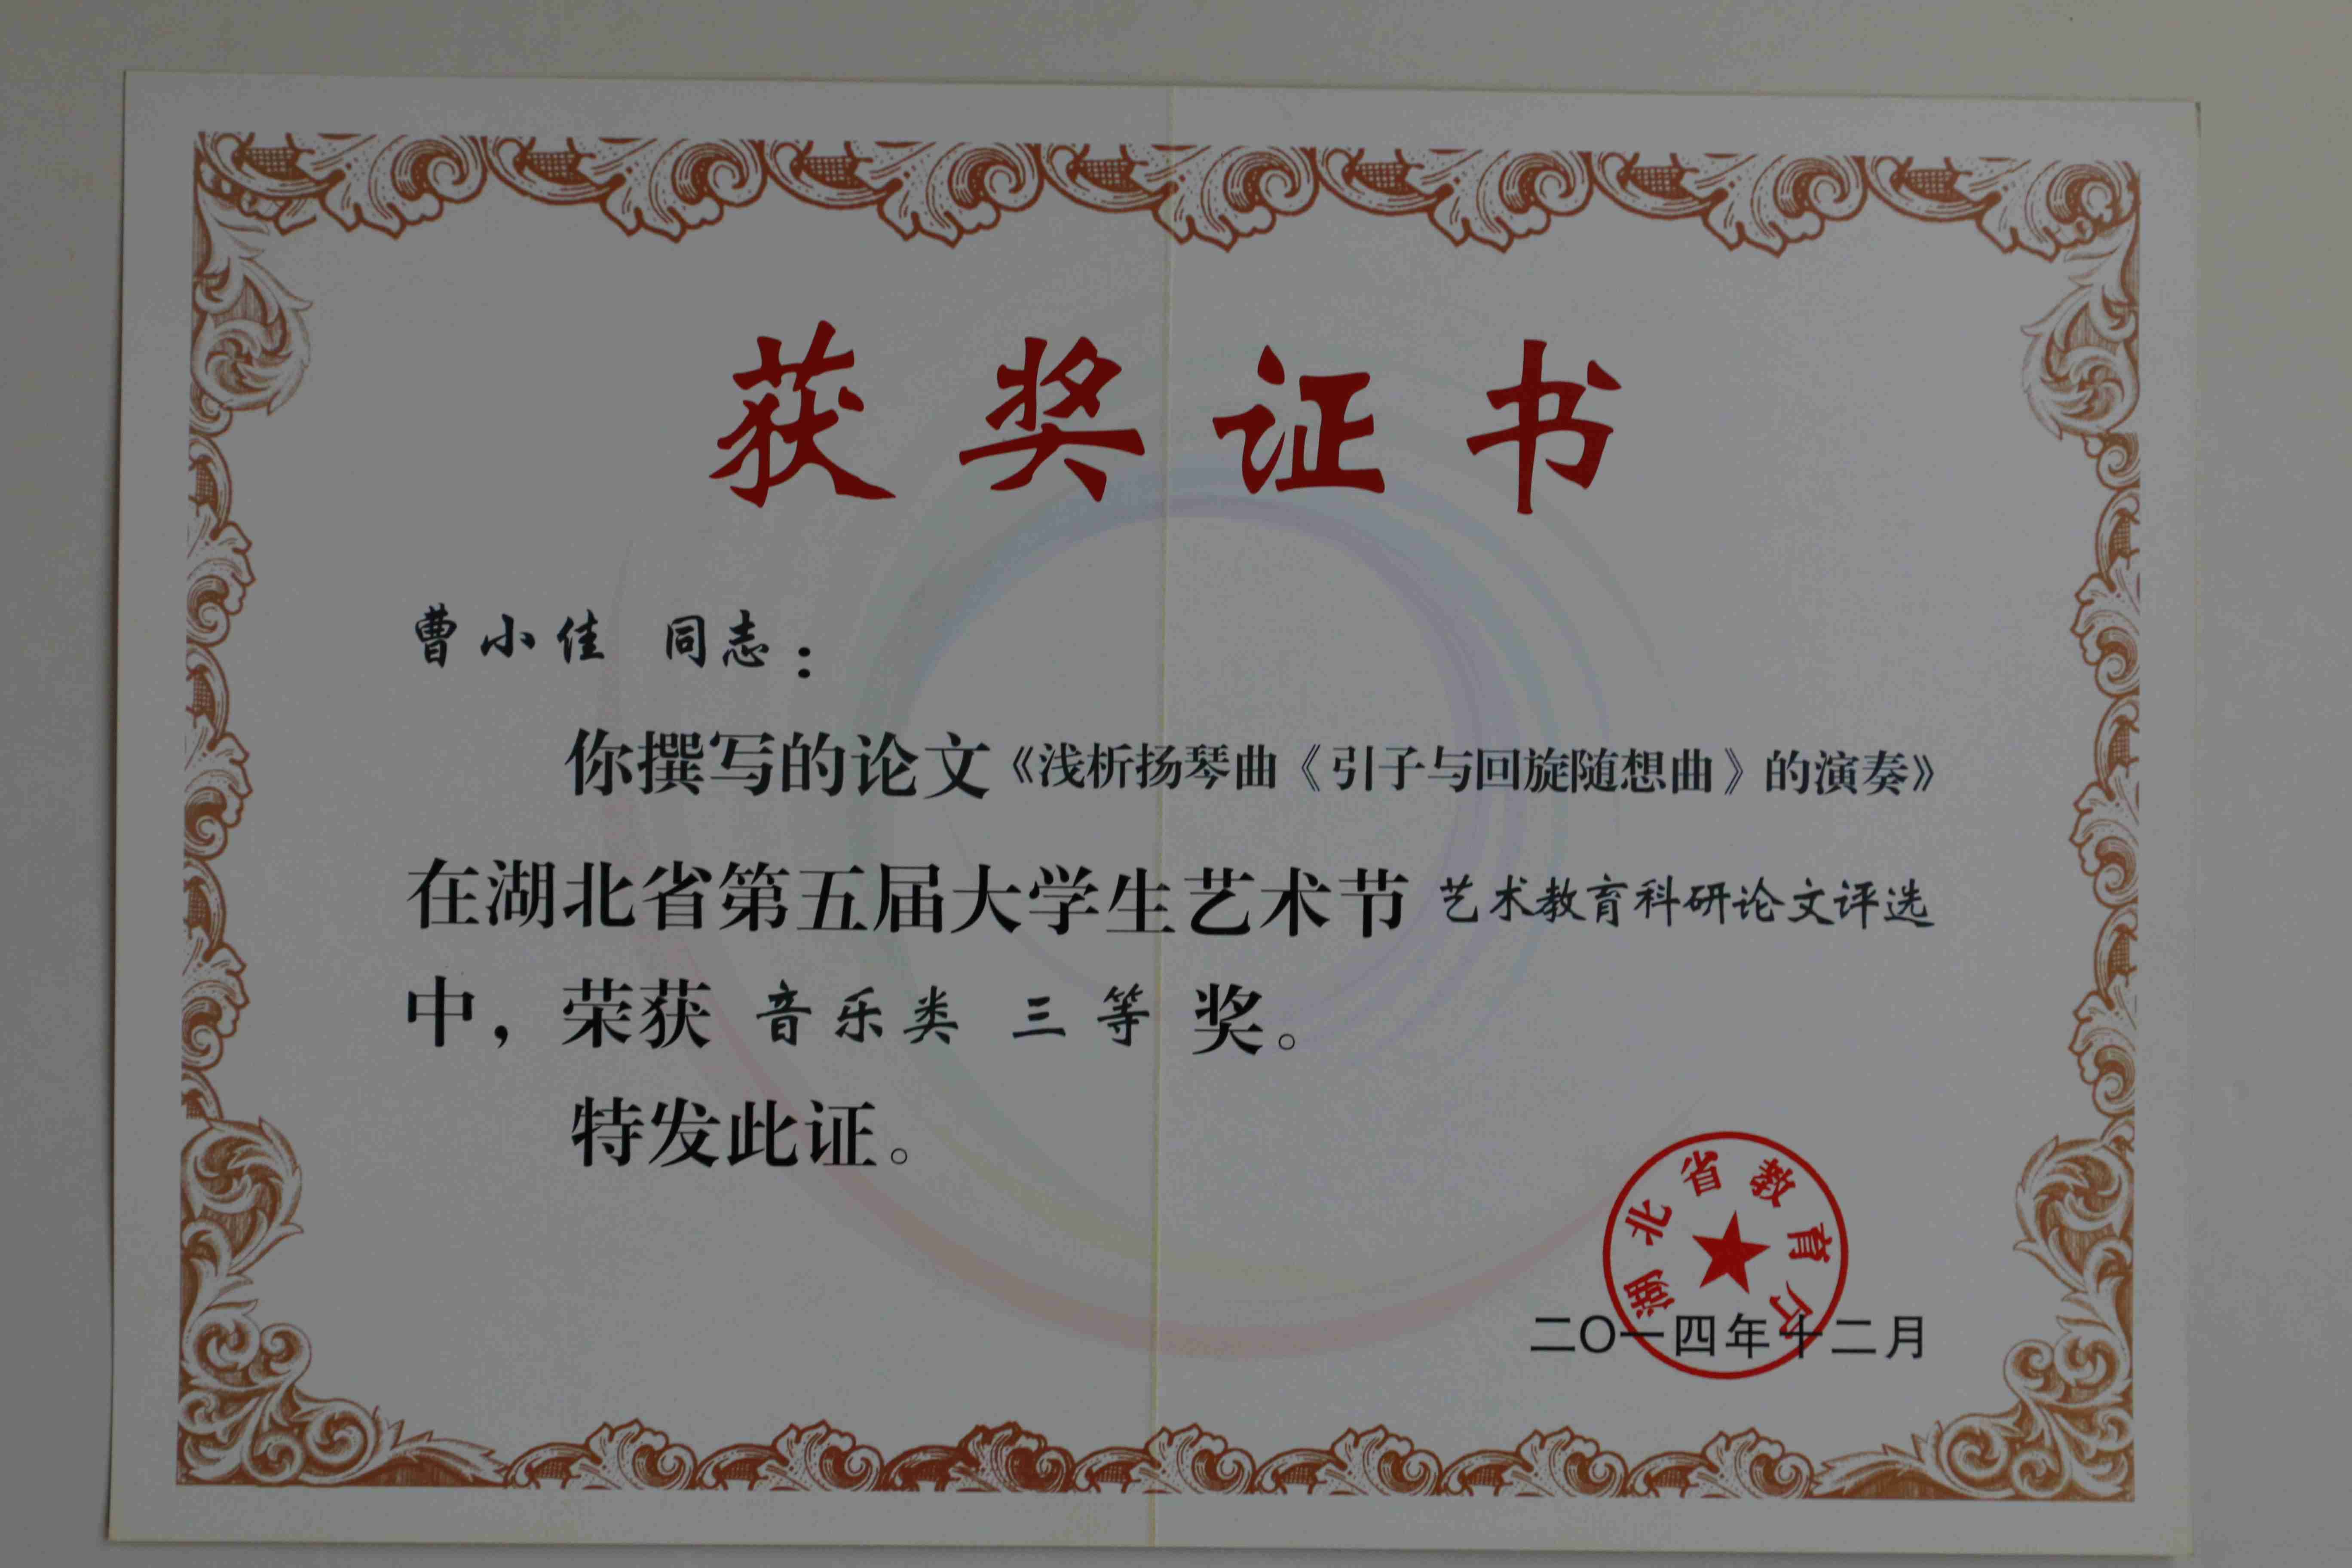 获奖证书
曹小佳 同志：
你撰写的论文《浅析扬琴曲《引子与回旋随想曲》的演奏》
在湖北省第五届大学生艺术节 艺术教育科研论文评选
中，荣获 音乐类 三等 奖。
特发此证。
湖北省教育厅
二〇一四年十二月